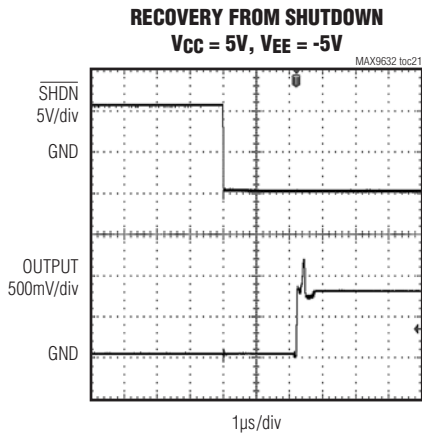 RECOVERY FROM SHUTDOWN
VCC = 5V, VEE = -5V
MAX9632 toc21
SHDN
5V/div
GND
OUTPUT
500mV/div
GND
1µs/div